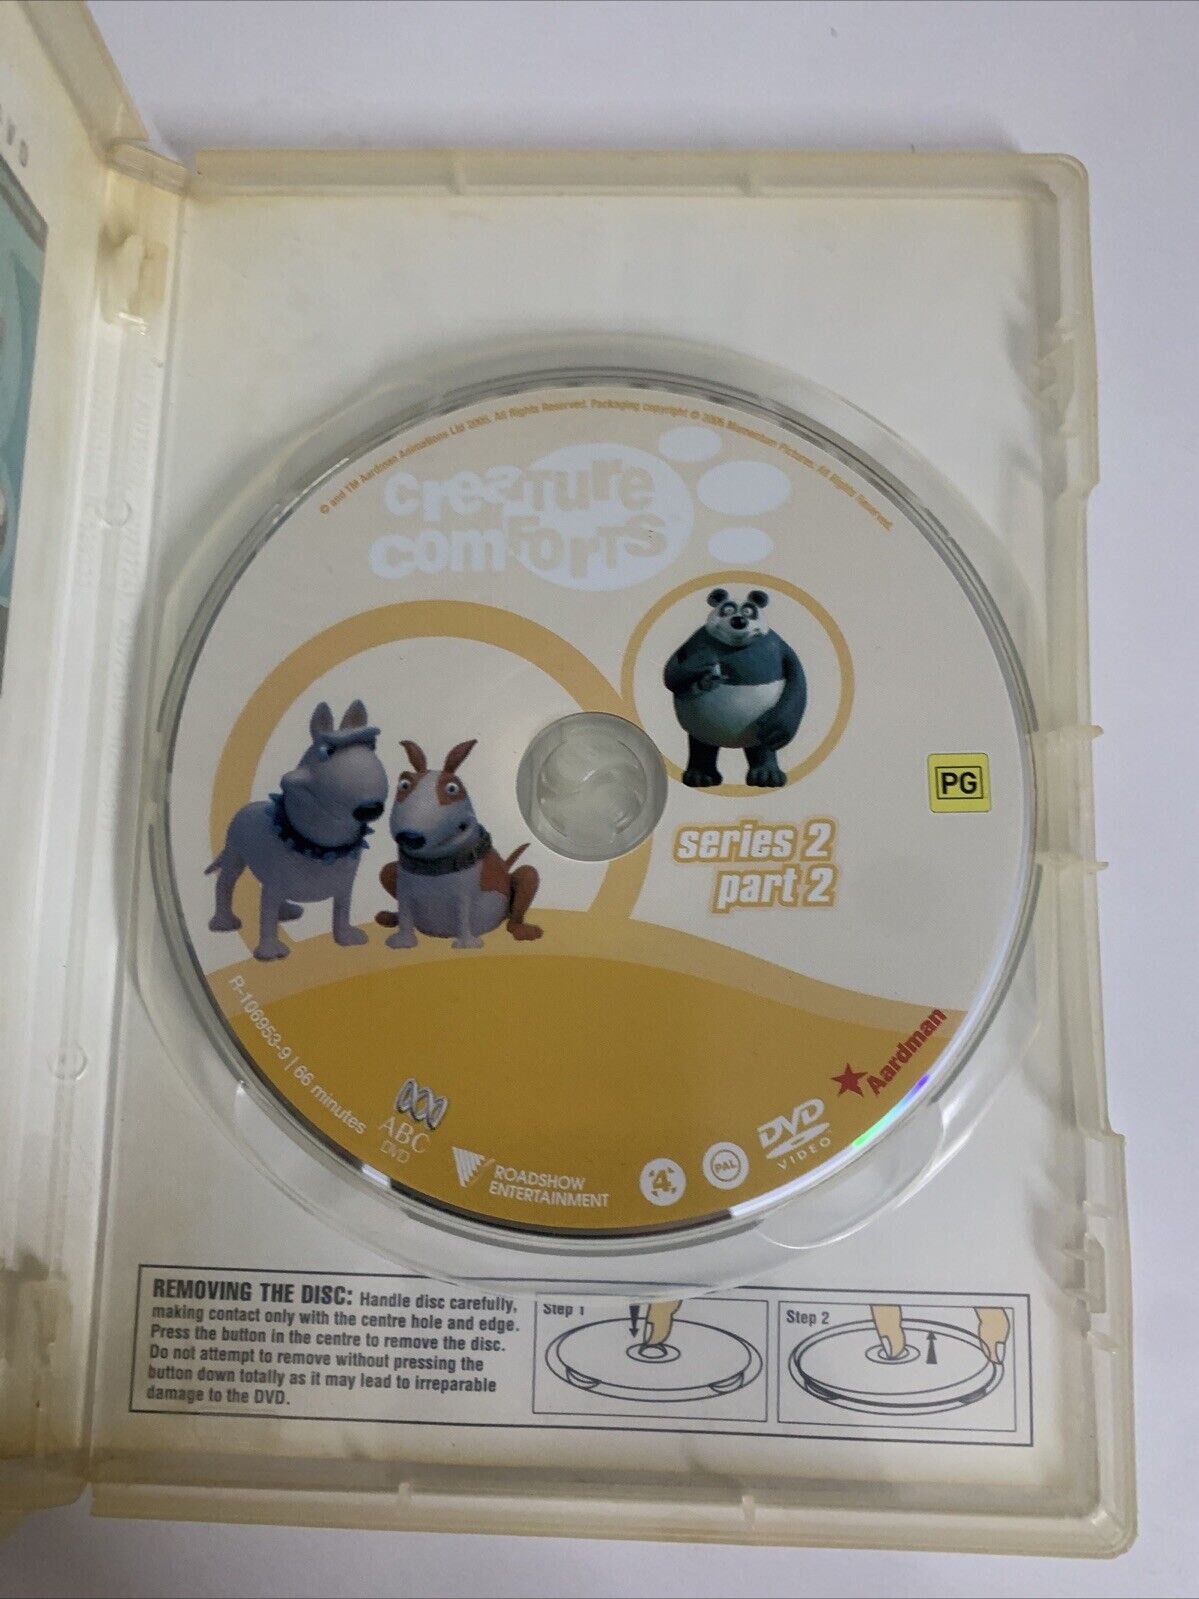 © and TM Aardman Animations Ltd 2005. All Rights Reserved. Packaging copyright © 2006 Momentum Pictures. All Rights Reserved.
creature
comforts
PG
series 2
part 2
R-106953-9 | 66 minutes
ABC
DVD
ROADSHOW
ENTERTAINMENT
4
PAL
DVD
VIDEO
Aardman
REMOVING THE DISC: Handle disc carefully,
making contact only with the centre hole and edge.
Press the button in the centre to remove the disc.
Do not attempt to remove without pressing the
button down totally as it may lead to irreparable
damage to the DVD.
Step 1
Step 2